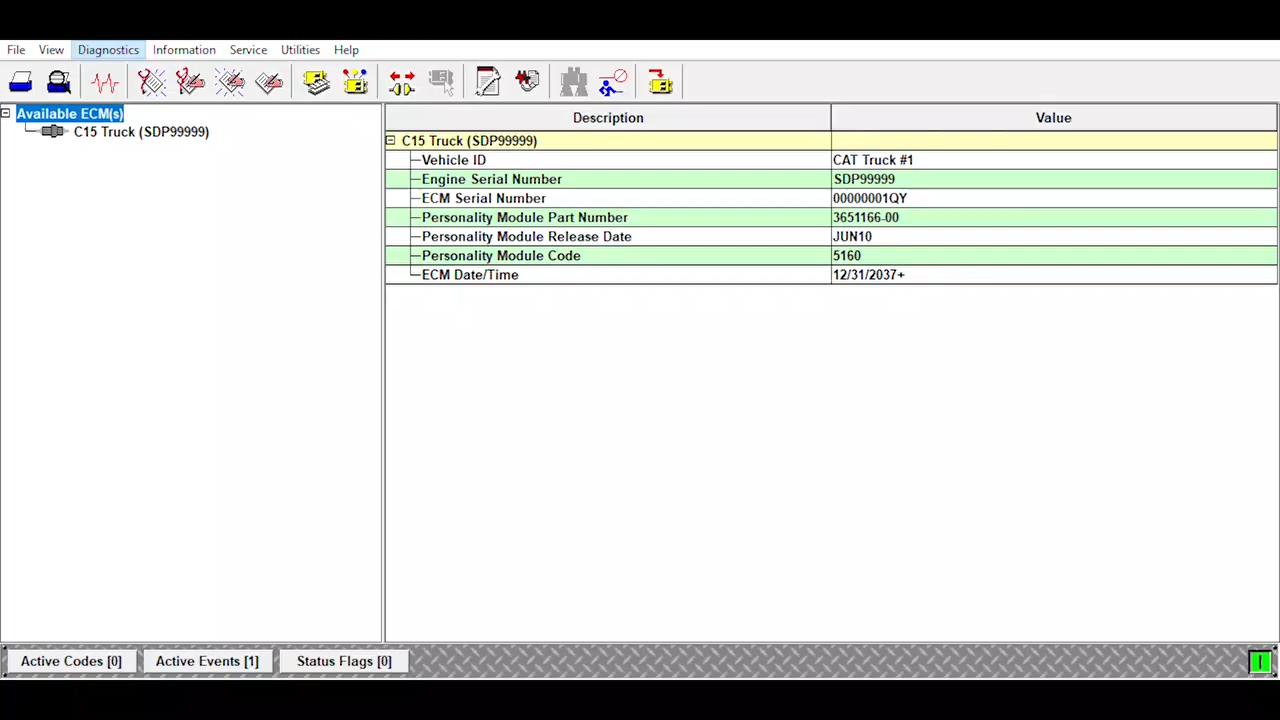 File View Diagnostics Information Service Utilities Help
Available ECM(s)
C15 Truck (SDP99999)
Description Value
C15 Truck (SDP99999)
Vehicle ID CAT Truck #1
Engine Serial Number SDP99999
ECM Serial Number 00000001QY
Personality Module Part Number 3651166-00
Personality Module Release Date JUN10
Personality Module Code 5160
ECM Date/Time 12/31/2037+
Active Codes [0] Active Events [1] Status Flags [0]